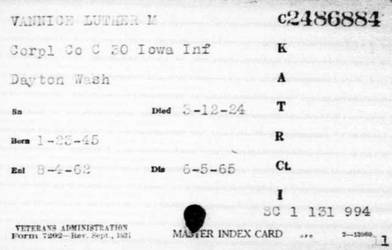 VANNICE LUTHER M C2486884
Corpl Co C 30 Iowa Inf K
Dayton Wash A
Sn Died 3-12-24 T
Born 1-23-45 R
Enl 8-4-62 Dis 6-5-65 Ct.
I
SC 1 131 994
VETERANS ADMINISTRATION
Form 7202—Rev. Sept., 1931 MASTER INDEX CARD